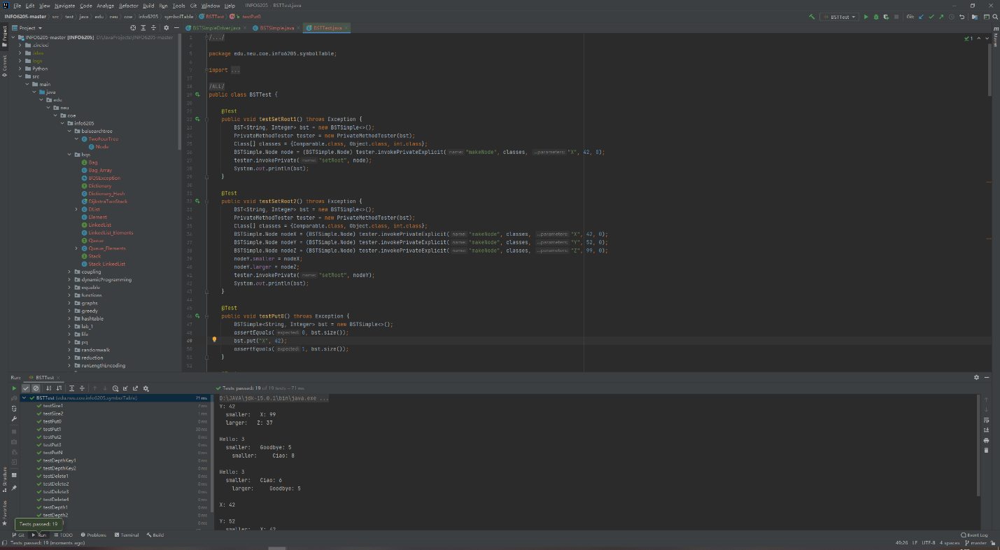 File Edit View Navigate Code Analyze Refactor Build Run Tools Git Window Help INFO6205 - BSTTest.java
INFO6205-master src test java edu neu coe info6205 symbolTable BSTTest testPut0
BSTTest Git:
Project
BSTSimpleDriver.java BSTSimple.java BSTTest.java
INFO6205-master [INFO6205] D:\JavaProjects\INFO6205-master
.circleci
.idea
logs
Python
src
main
java
edu
neu
coe
info6205
balsearchtree
TwoFourTree
Node
bqs
Bag
Bag_Array
BQSException
Dictionary
Dictionary_Hash
DijkstraTwoStack
DList
Element
LinkedList
LinkedList_Elements
Queue
Queue_Elements
Stack
Stack_LinkedList
coupling
dynamicProgramming
equable
functions
graphs
greedy
hashtable
lab_1
life
pq
randomwalk
reduction
runLengthEncoding
/.../
package edu.neu.coe.info6205.symbolTable;
import ...
/ALL/
public class BSTTest {
@Test
public void testSetRoot1() throws Exception {
BST<String, Integer> bst = new BSTSimple<>();
PrivateMethodTester tester = new PrivateMethodTester(bst);
Class[] classes = {Comparable.class, Object.class, int.class};
BSTSimple.Node node = (BSTSimple.Node) tester.invokePrivateExplicit( name: "makeNode", classes, ...parameters: "X", 42, 0);
tester.invokePrivate( name: "setRoot", node);
System.out.println(bst);
}
@Test
public void testSetRoot2() throws Exception {
BST<String, Integer> bst = new BSTSimple<>();
PrivateMethodTester tester = new PrivateMethodTester(bst);
Class[] classes = {Comparable.class, Object.class, int.class};
BSTSimple.Node nodeX = (BSTSimple.Node) tester.invokePrivateExplicit( name: "makeNode", classes, ...parameters: "X", 42, 0);
BSTSimple.Node nodeY = (BSTSimple.Node) tester.invokePrivateExplicit( name: "makeNode", classes, ...parameters: "Y", 52, 0);
BSTSimple.Node nodeZ = (BSTSimple.Node) tester.invokePrivateExplicit( name: "makeNode", classes, ...parameters: "Z", 99, 0);
nodeY.smaller = nodeX;
nodeY.larger = nodeZ;
tester.invokePrivate( name: "setRoot", nodeY);
System.out.println(bst);
}
@Test
public void testPut0() throws Exception {
BSTSimple<String, Integer> bst = new BSTSimple<>();
assertEquals( expected: 0, bst.size());
bst.put("X", 42);
assertEquals( expected: 1, bst.size());
}
Run: BSTTest
Tests passed: 19 of 19 tests – 71 ms
BSTTest (edu.neu.coe.info6205.symbolTable) 71 ms
testSize1 2 ms
testSize2 1 ms
testPut0 0 ms
testPut1 30 ms
testPut2 0 ms
testPut3 0 ms
testPutN 0 ms
testDepthKey1 0 ms
testDepthKey2 0 ms
testDelete1 0 ms
testDelete2 0 ms
testDelete3 0 ms
testDelete4 0 ms
testDepth1 0 ms
testDepth2 0 ms
0 ms
D:\JAVA\jdk-15.0.1\bin\java.exe ...
Y: 42
smaller: X: 99
larger: Z: 37
Hello: 3
smaller: Goodbye: 5
smaller: Ciao: 8
Hello: 3
smaller: Ciao: 6
larger: Goodbye: 5
X: 42
Y: 52
smaller: X: 42
Tests passed: 19
Git Run TODO Problems Terminal Build Event Log
Tests passed: 19 (moments ago) 49:26 LF UTF-8 4 spaces master
Project
Commit
Structure
Favorites
Maven